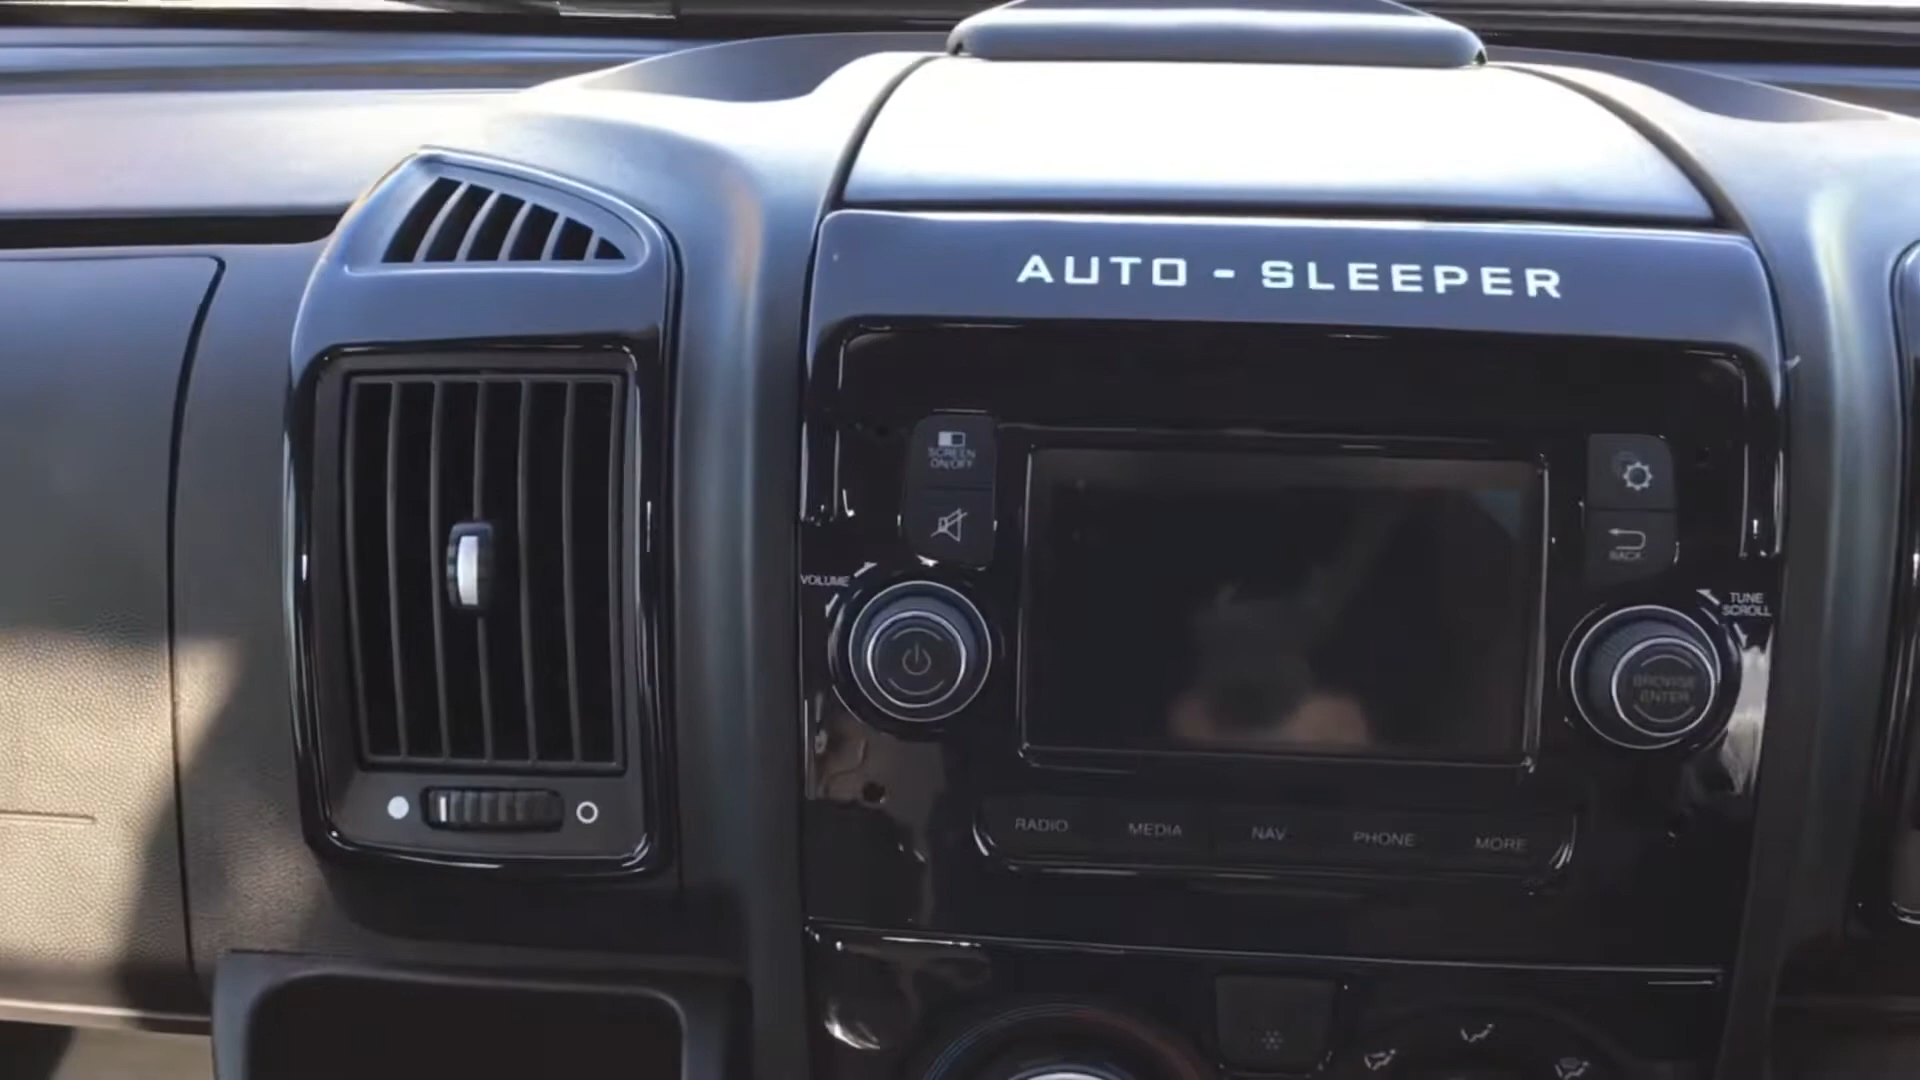 AUTO - SLEEPER
SCREEN
ON/OFF
BACK
VOLUME
TUNE
SCROLL
BROWSE
ENTER
RADIO
MEDIA
NAV
PHONE
MORE